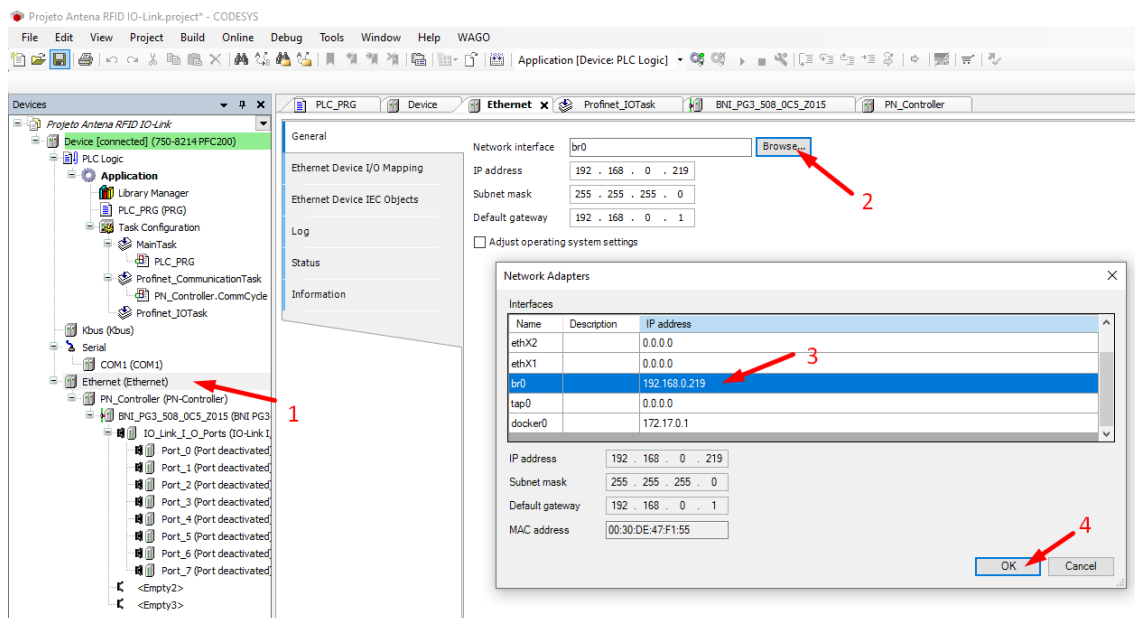 Projeto Antena RFID IO-Link.project* - CODESYS
File Edit View Project Build Online Debug Tools Window Help WAGO
Application [Device: PLC Logic]
Devices
PLC_PRG Device Ethernet Profinet_IOTask BNI_PG3_508_0C5_Z015 PN_Controller
Projeto Antena RFID IO-Link
Device [connected] (750-8214 PFC200)
PLC Logic
Application
Library Manager
PLC_PRG (PRG)
Task Configuration
MainTask
PLC_PRG
Profinet_CommunicationTask
PN_Controller.CommCycle
Profinet_IOTask
Kbus (Kbus)
Serial
COM1 (COM1)
Ethernet (Ethernet)
PN_Controller (PN-Controller)
BNI_PG3_508_0C5_Z015 (BNI PG3-
IO_Link_I_O_Ports (IO-Link I,
Port_0 (Port deactivated)
Port_1 (Port deactivated)
Port_2 (Port deactivated)
Port_3 (Port deactivated)
Port_4 (Port deactivated)
Port_5 (Port deactivated)
Port_6 (Port deactivated)
Port_7 (Port deactivated)
<Empty2>
<Empty3>
1
General
Ethernet Device I/O Mapping
Ethernet Device IEC Objects
Log
Status
Information
Network interface br0 Browse...
IP address 192 . 168 . 0 . 219
2
Subnet mask 255 . 255 . 255 . 0
Default gateway 192 . 168 . 0 . 1
Adjust operating system settings
Network Adapters
Interfaces
Name Description IP address
ethX2 0.0.0.0
ethX1 0.0.0.0
3
br0 192.168.0.219
tap0 0.0.0.0
docker0 172.17.0.1
IP address 192 . 168 . 0 . 219
Subnet mask 255 . 255 . 255 . 0
Default gateway 192 . 168 . 0 . 1
MAC address 00:30:DE:47:F1:55
4
OK Cancel